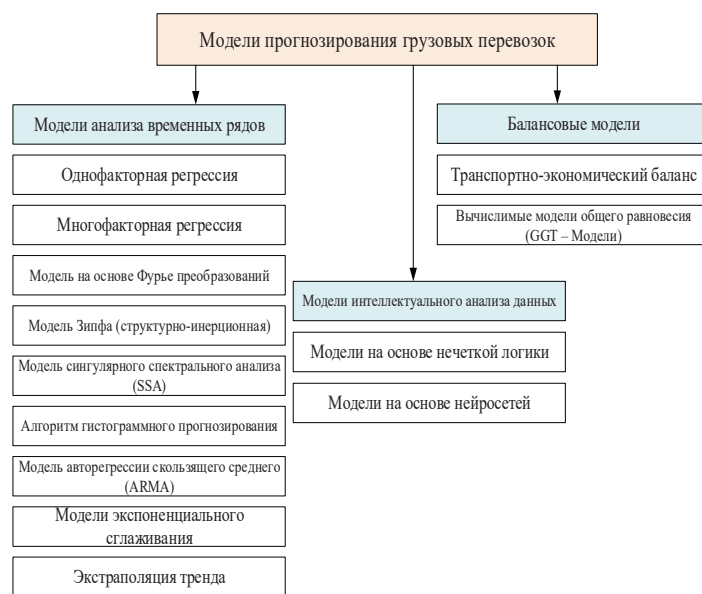 Модели прогнозирования грузовых перевозок
Модели анализа временных рядов
Однофакторная регрессия
Многофакторная регрессия
Модель на основе Фурье преобразований
Модель Зипфа (структурно-инерционная)
Модель сингулярного спектрального анализа
(SSA)
Алгоритм гистограммного прогнозирования
Модель авторегрессии скользящего среднего
(ARMA)
Модели экспоненциального
сглаживания
Экстраполяция тренда
Модели интеллектуального анализа данных
Модели на основе нечеткой логики
Модели на основе нейросетей
Балансовые модели
Транспортно-экономический баланс
Вычислимые модели общего равновесия
(GGT – Модели)